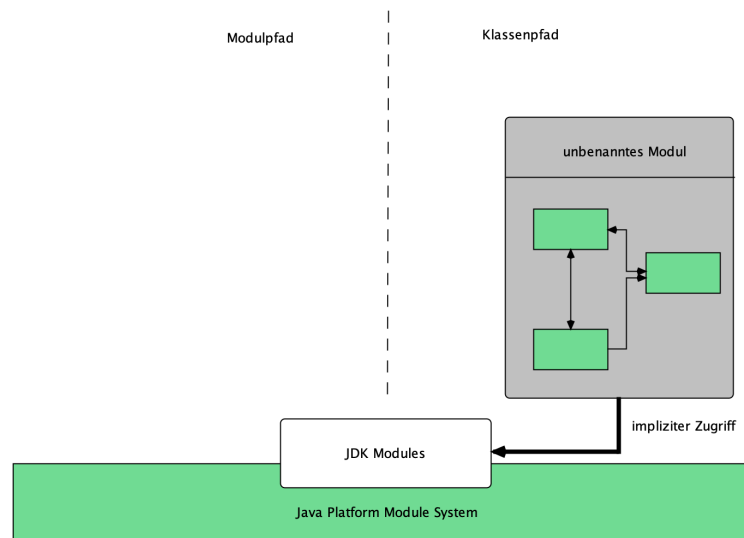 Modulpfad
Klassenpfad
unbenanntes Modul
impliziter Zugriff
JDK Modules
Java Platform Module System